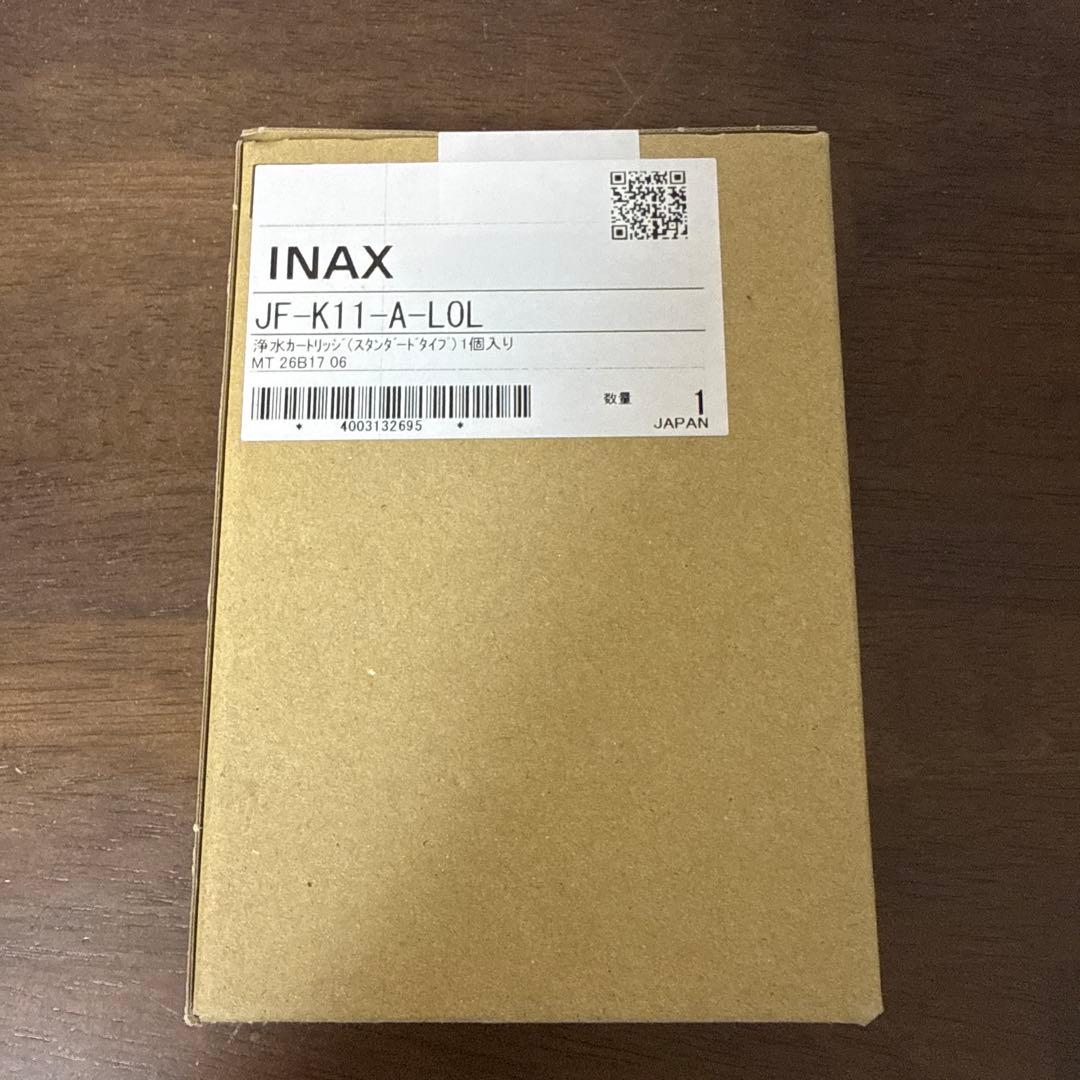 INAX
JF-K11-A-LOL
浄水カートリッジ(スタンダードタイプ)1個入り
MT 26B17 06
* 4003132695 *
数量 1
JAPAN